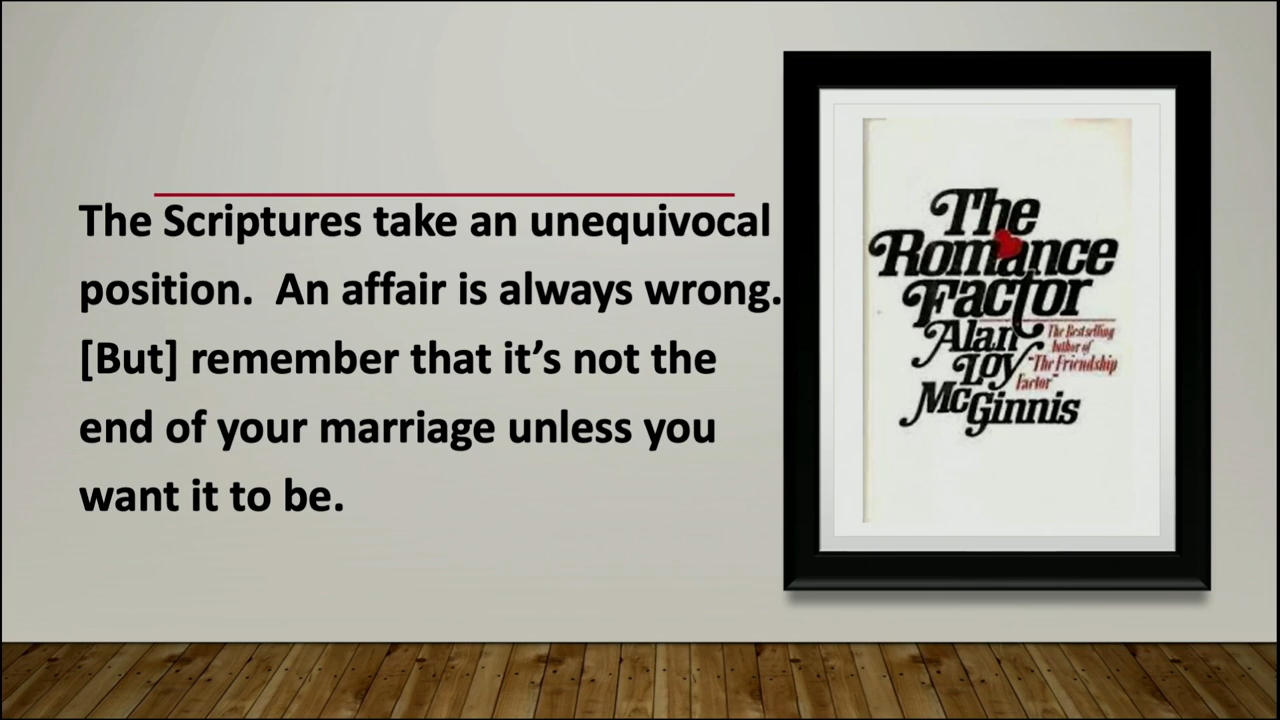 The Scriptures take an unequivocal
position.  An affair is always wrong.
[But] remember that it’s not the
end of your marriage unless you
want it to be.
The
Romance
Factor
Alan
Loy
McGinnis
The Bestselling
Author of
"The Friendship
Factor"